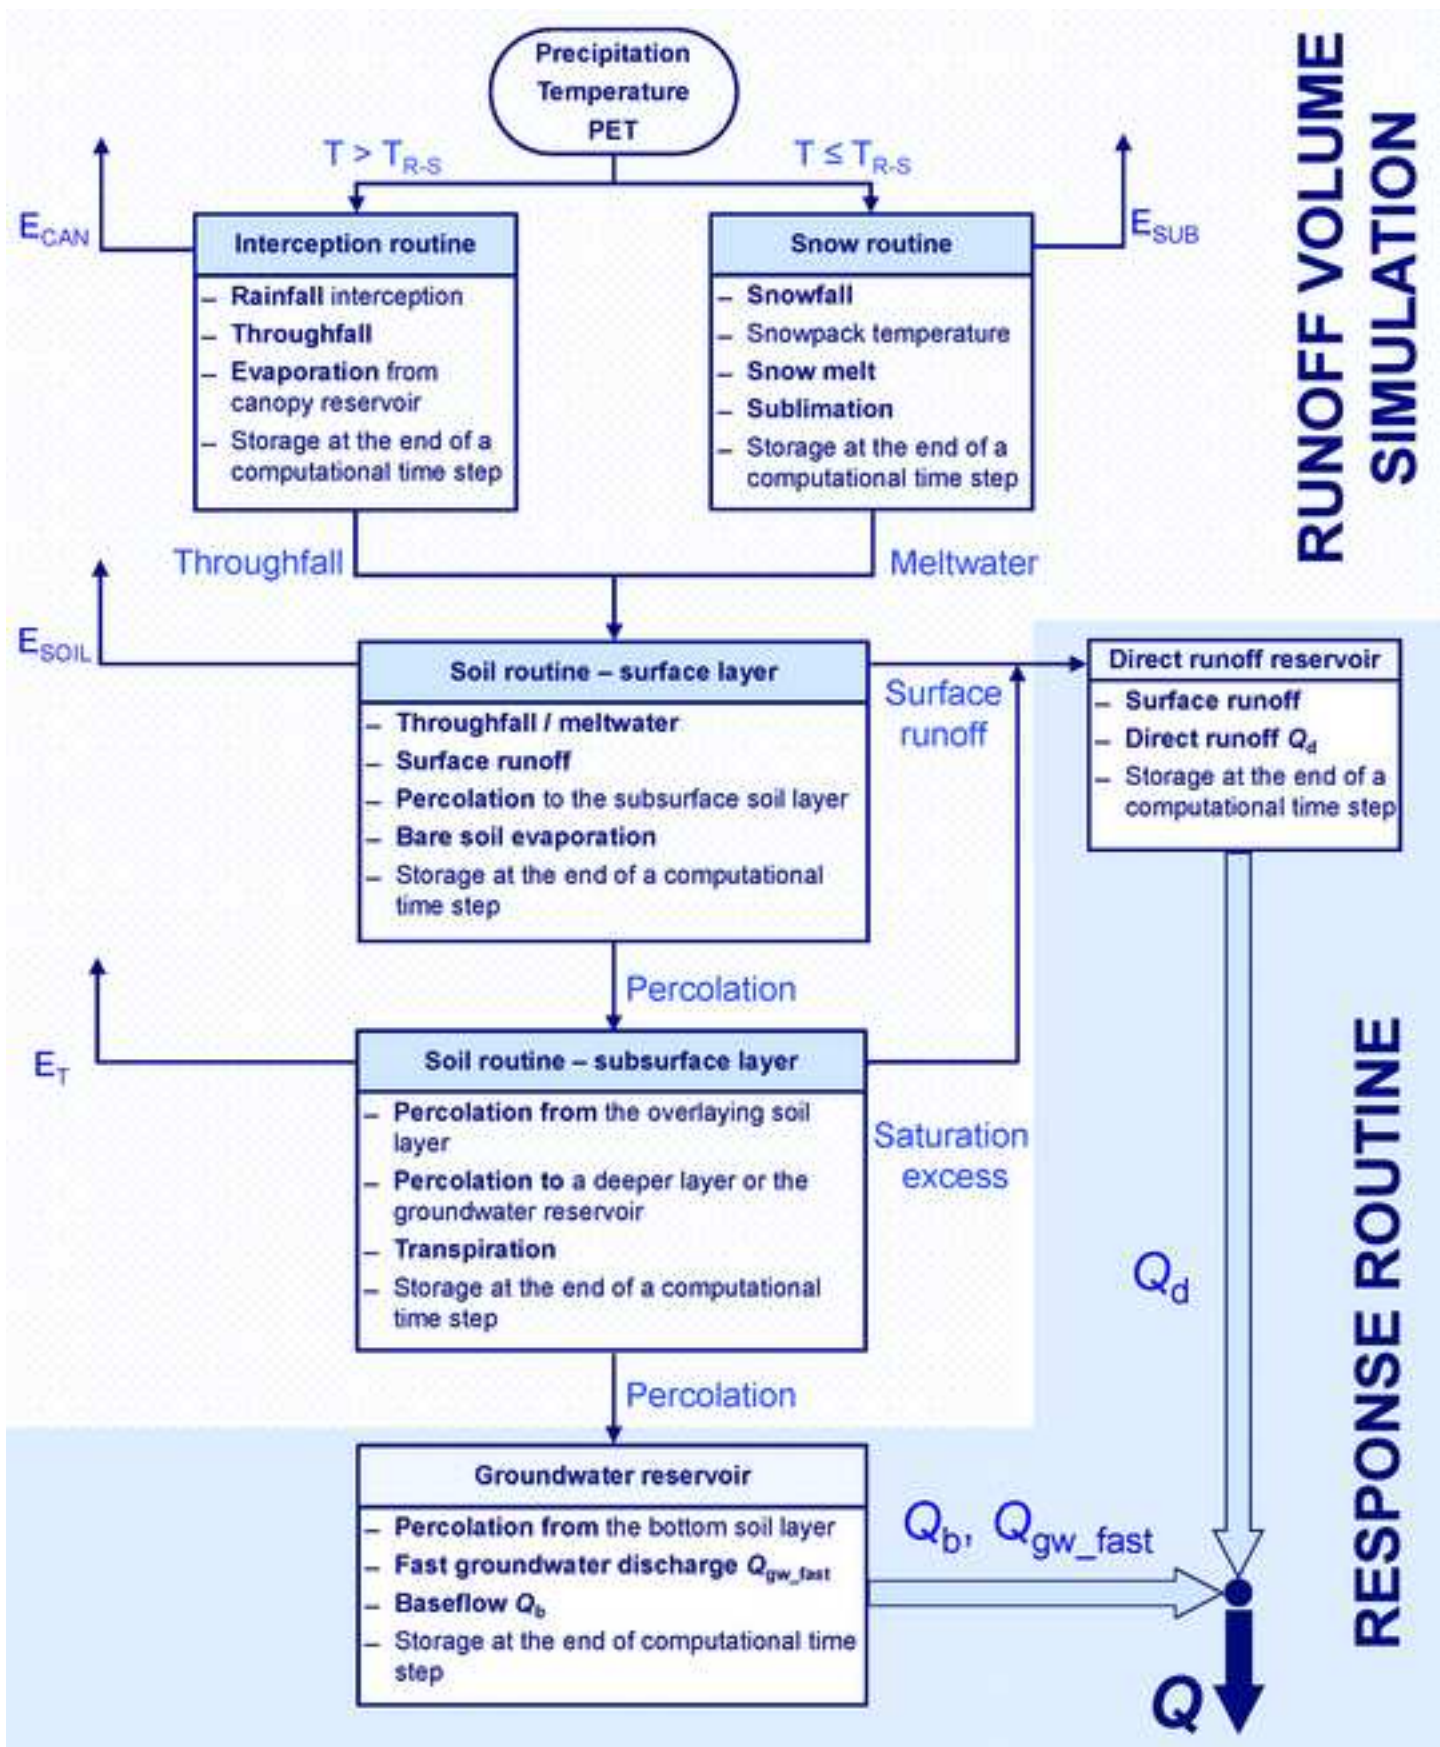 Precipitation
Temperature
PET
T > TR-S
T ≤ TR-S
ECAN
ESUB
Interception routine
– Rainfall interception
– Throughfall
– Evaporation from
canopy reservoir
– Storage at the end of a
computational time step
Snow routine
– Snowfall
– Snowpack temperature
– Snow melt
– Sublimation
– Storage at the end of a
computational time step
RUNOFF VOLUME
SIMULATION
Throughfall
Meltwater
ESOIL
Soil routine – surface layer
– Throughfall / meltwater
– Surface runoff
– Percolation to the subsurface soil layer
– Bare soil evaporation
– Storage at the end of a computational
time step
Surface
runoff
Direct runoff reservoir
– Surface runoff
– Direct runoff Qd
– Storage at the end of a
computational time step
Percolation
ET
Soil routine – subsurface layer
– Percolation from the overlaying soil
layer
– Percolation to a deeper layer or the
groundwater reservoir
– Transpiration
– Storage at the end of a computational
time step
Saturation
excess
Qd
RESPONSE ROUTINE
Percolation
Groundwater reservoir
– Percolation from the bottom soil layer
– Fast groundwater discharge Qgw_fast
– Baseflow Qb
– Storage at the end of computational time
step
Qb, Qgw_fast
Q